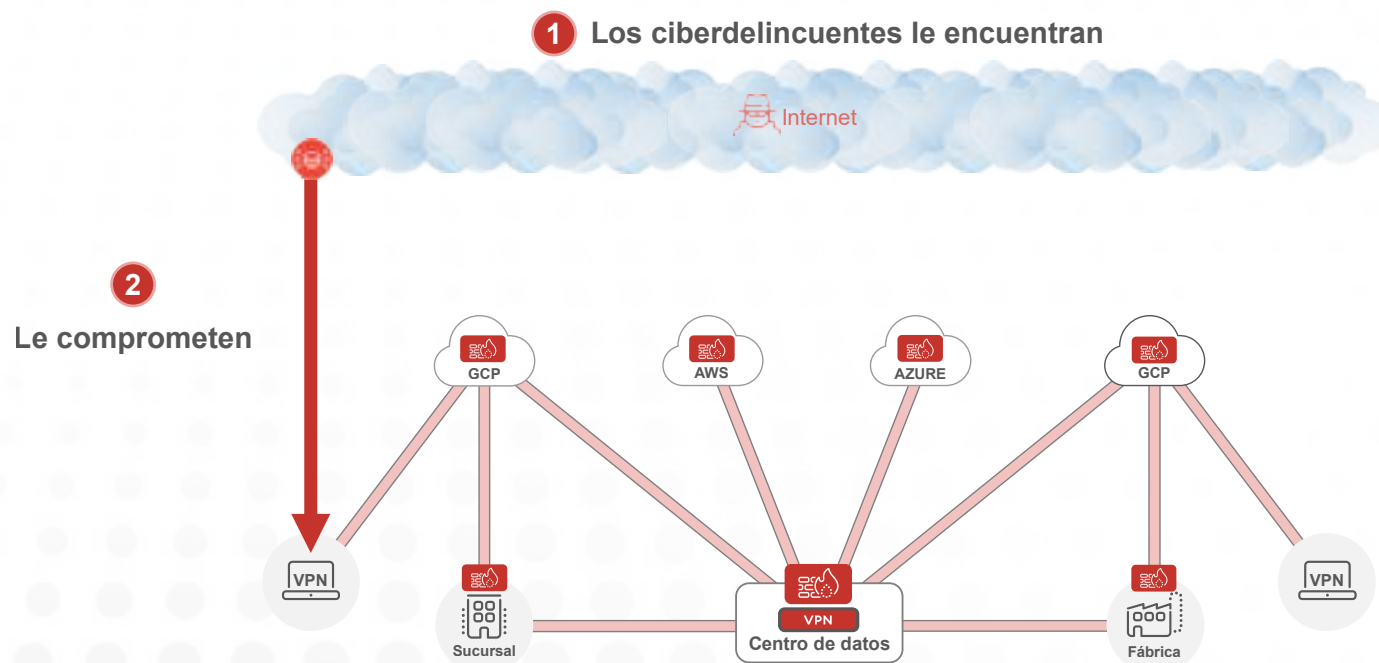 1 Los ciberdelincuentes le encuentran
Internet
2
Le comprometen
GCP
AWS
AZURE
GCP
VPN
VPN
VPN
Sucursal
Centro de datos
Fábrica